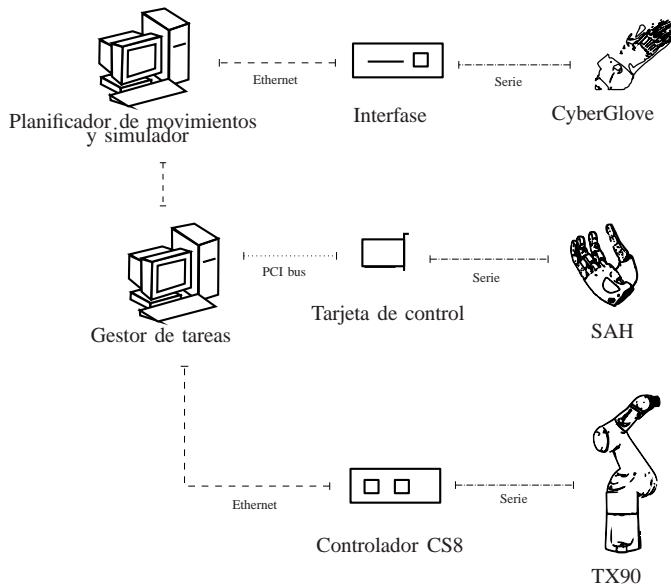 Ethernet
Serie
Planificador de movimientos
y simulador
Interfase
CyberGlove
PCI bus
Serie
Gestor de tareas
Tarjeta de control
SAH
Ethernet
Serie
Controlador CS8
TX90